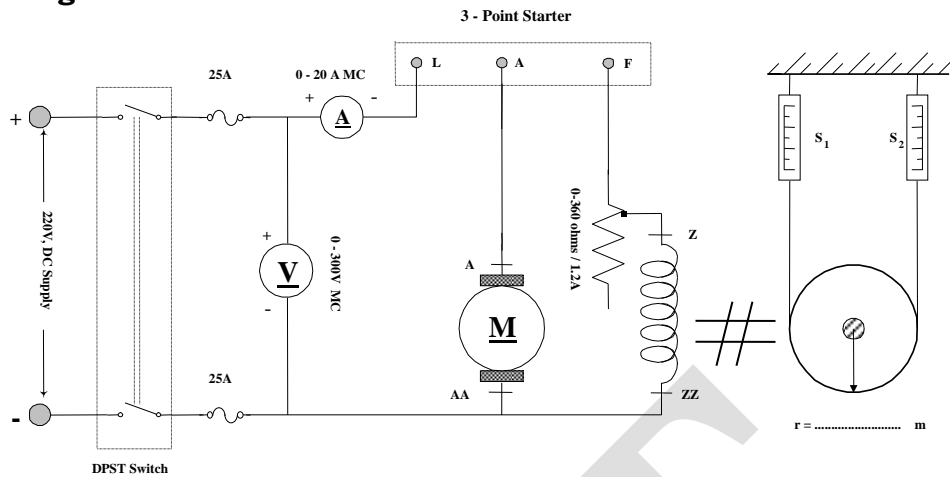 3 - Point Starter
25A
0 - 20 A MC
L
A
F
+
-
+
A
S1
S2
220V, DC Supply
+
V
-
0 - 300V MC
0-360 ohms / 1.2A
Z
A
M
AA
ZZ
25A
-
r = .......................... m
DPST Switch